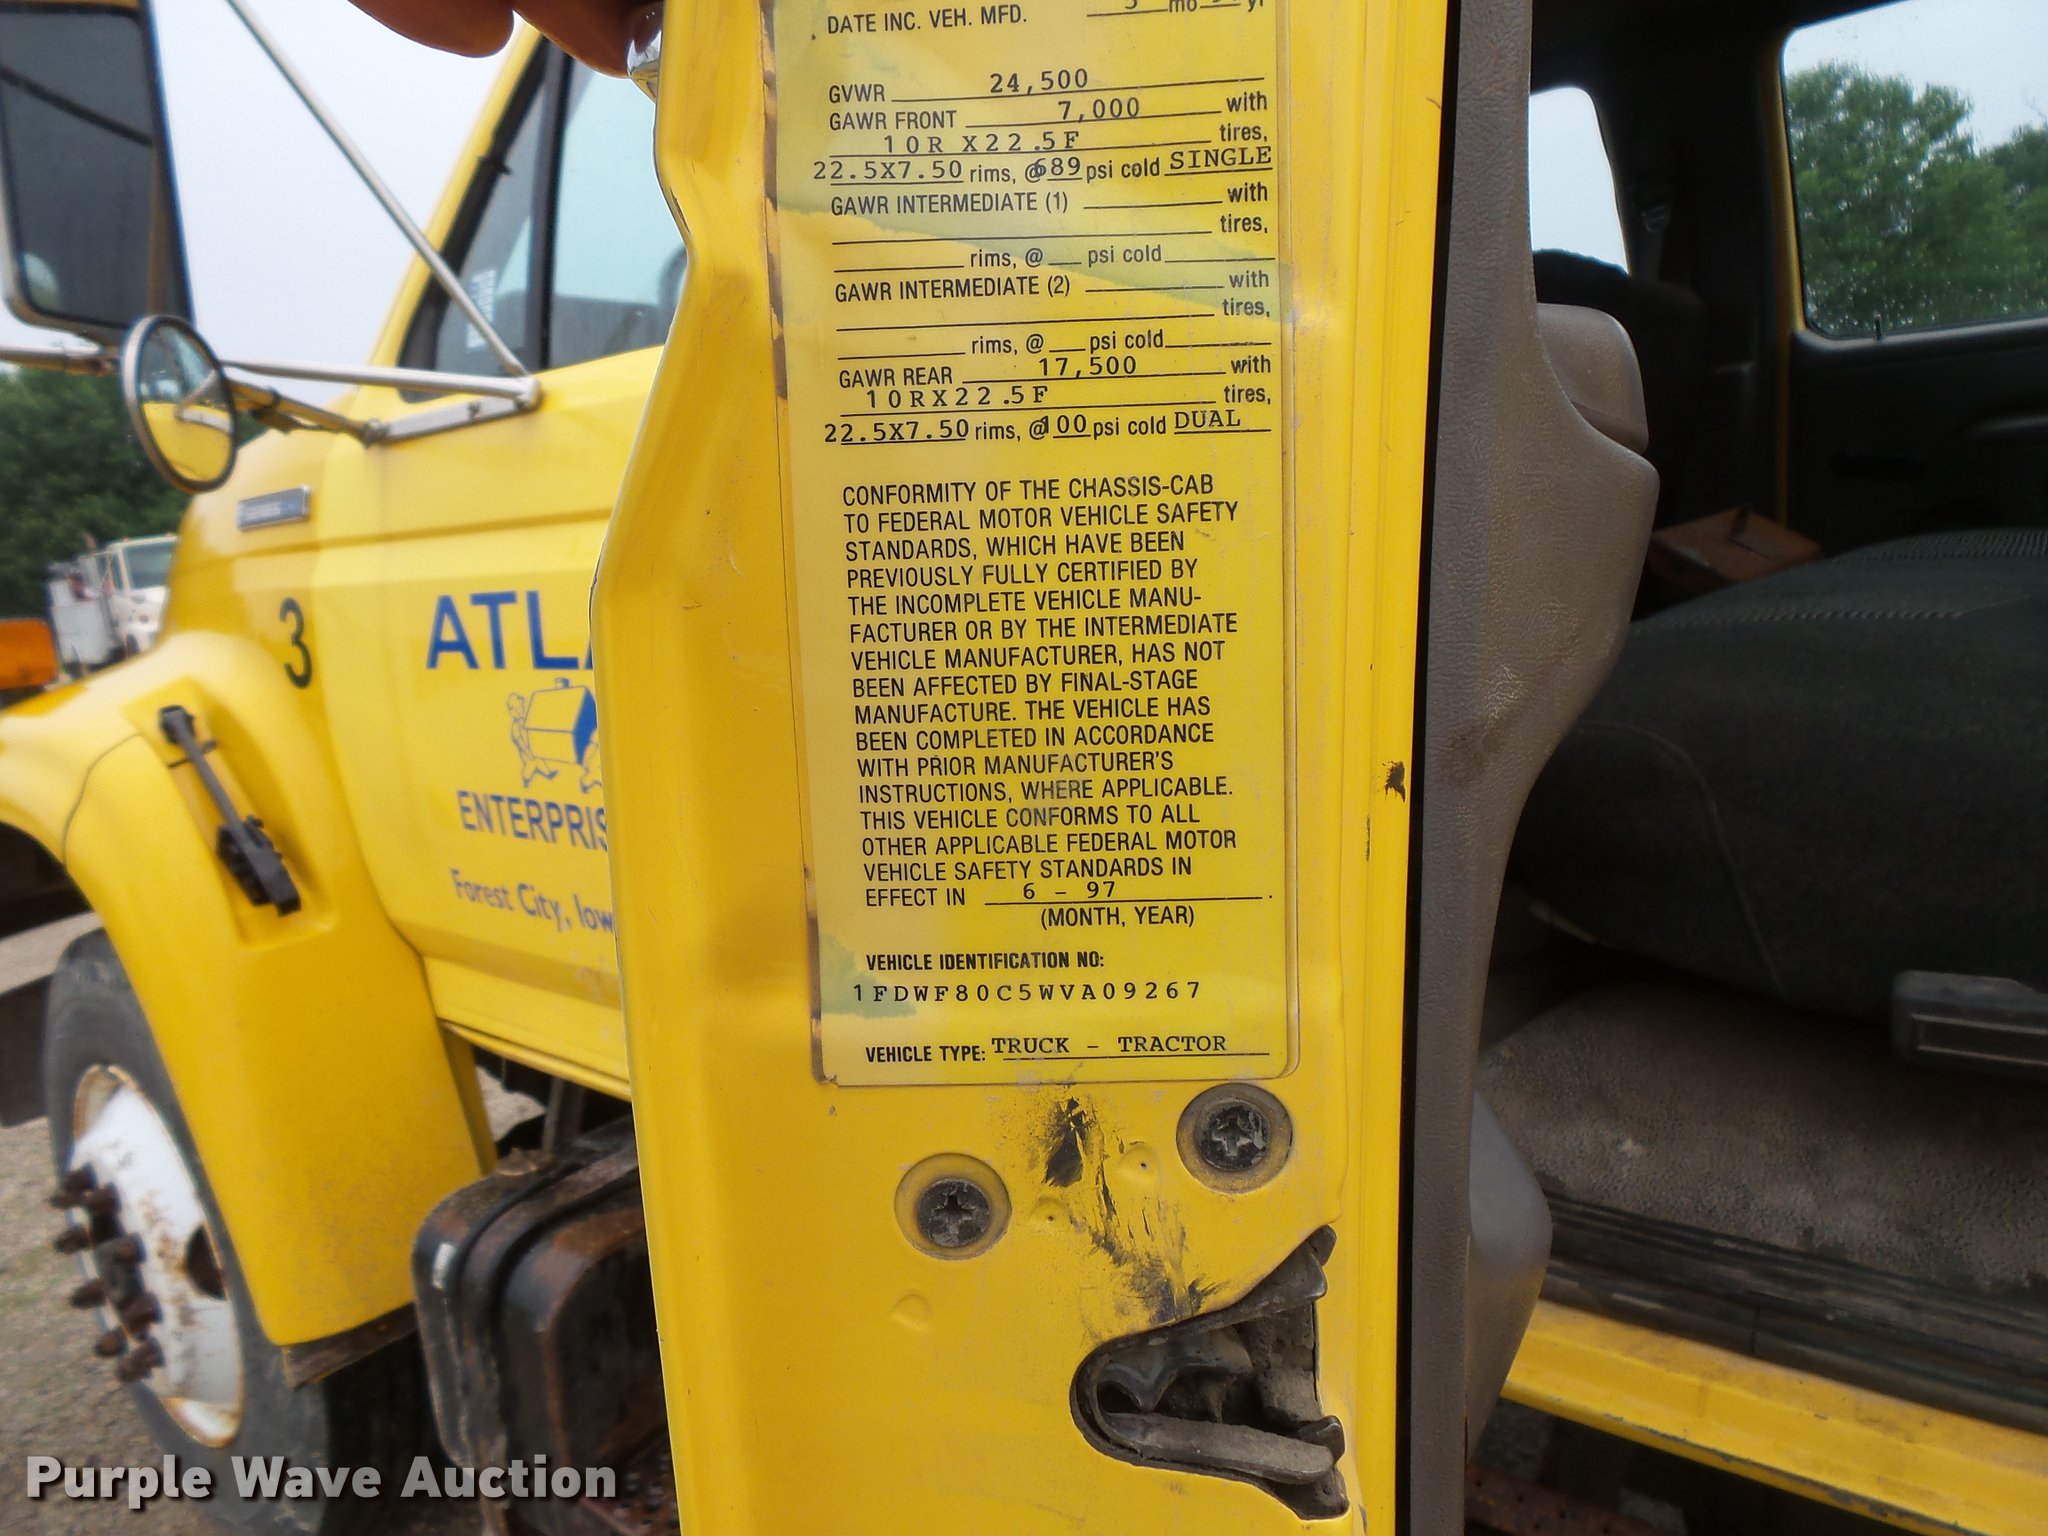 DATE INC. VEH. MFD. 5 mo yr
GVWR 24,500
GAWR FRONT 7,000 with
10R X22.5F tires,
22.5X7.50 rims, @ 89 psi cold SINGLE
GAWR INTERMEDIATE (1) with
tires,
rims, @ psi cold
GAWR INTERMEDIATE (2) with
tires,
rims, @ psi cold
GAWR REAR 17,500 with
10RX22.5F tires,
22.5X7.50 rims, @100 psi cold DUAL
CONFORMITY OF THE CHASSIS-CAB
TO FEDERAL MOTOR VEHICLE SAFETY
STANDARDS, WHICH HAVE BEEN
PREVIOUSLY FULLY CERTIFIED BY
THE INCOMPLETE VEHICLE MANU-
FACTURER OR BY THE INTERMEDIATE
VEHICLE MANUFACTURER, HAS NOT
BEEN AFFECTED BY FINAL-STAGE
MANUFACTURE. THE VEHICLE HAS
BEEN COMPLETED IN ACCORDANCE
WITH PRIOR MANUFACTURER'S
INSTRUCTIONS, WHERE APPLICABLE.
THIS VEHICLE CONFORMS TO ALL
OTHER APPLICABLE FEDERAL MOTOR
VEHICLE SAFETY STANDARDS IN
EFFECT IN 6 - 97.
(MONTH, YEAR)
VEHICLE IDENTIFICATION NO:
1FDWF80C5WVA09267
VEHICLE TYPE: TRUCK - TRACTOR
3
ATLA
ENTERPRIS
Forest City, Iow
Purple Wave Auction